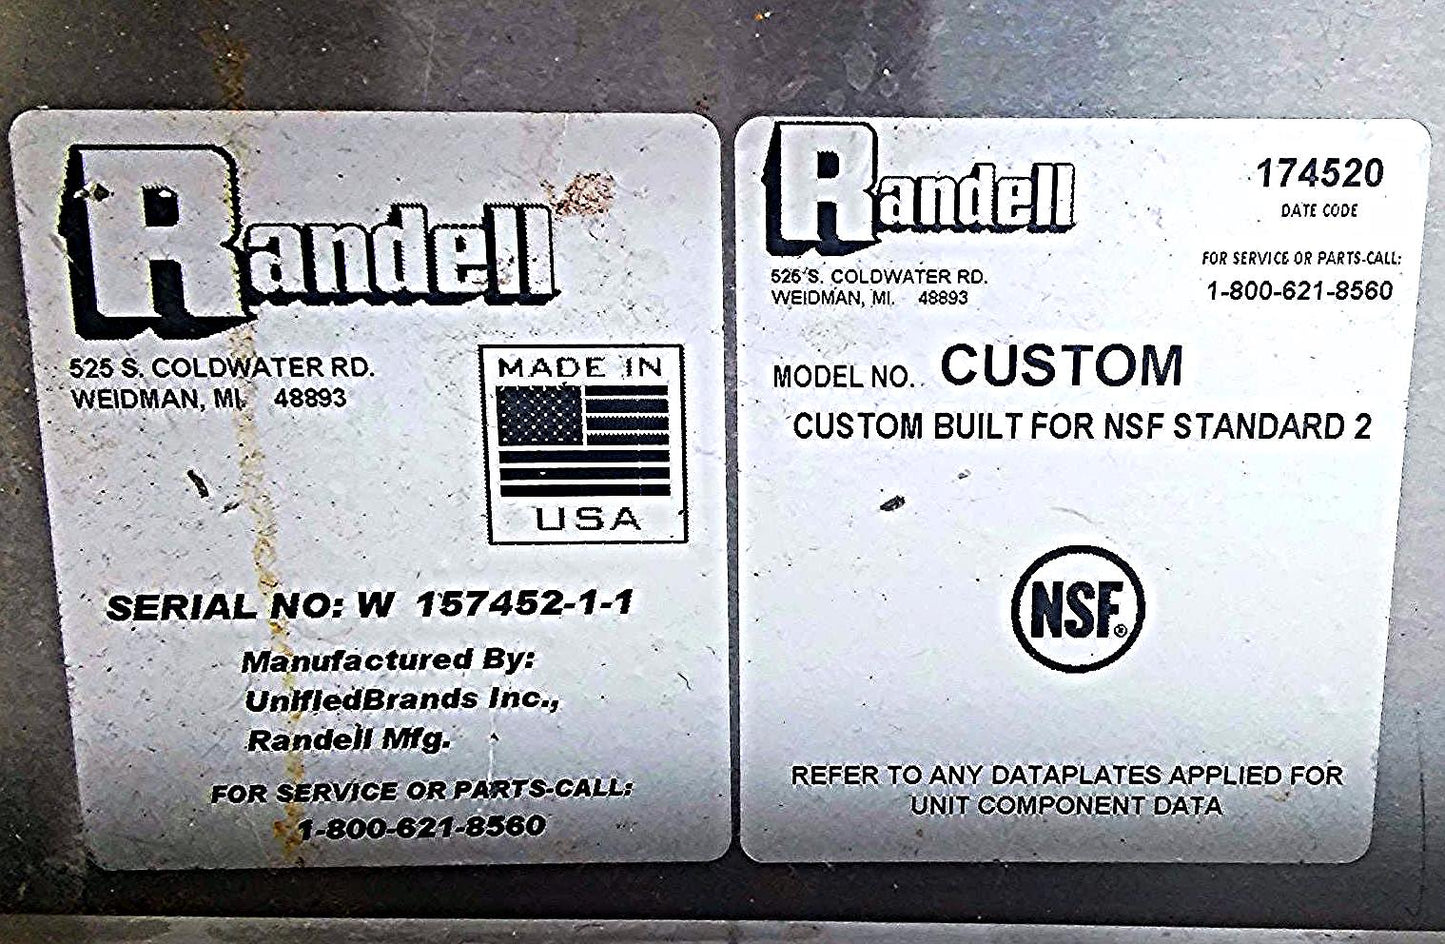 Randell
525 S. COLDWATER RD.
WEIDMAN, MI. 48893
MADE IN
USA
SERIAL NO: W 157452-1-1
Manufactured By:
UnifiedBrands Inc.,
Randell Mfg.
FOR SERVICE OR PARTS-CALL:
1-800-621-8560
Randell
174520
DATE CODE
525 S. COLDWATER RD.
WEIDMAN, MI. 48893
FOR SERVICE OR PARTS-CALL:
1-800-621-8560
MODEL NO. CUSTOM
CUSTOM BUILT FOR NSF STANDARD 2
NSF®
REFER TO ANY DATAPLATES APPLIED FOR
UNIT COMPONENT DATA